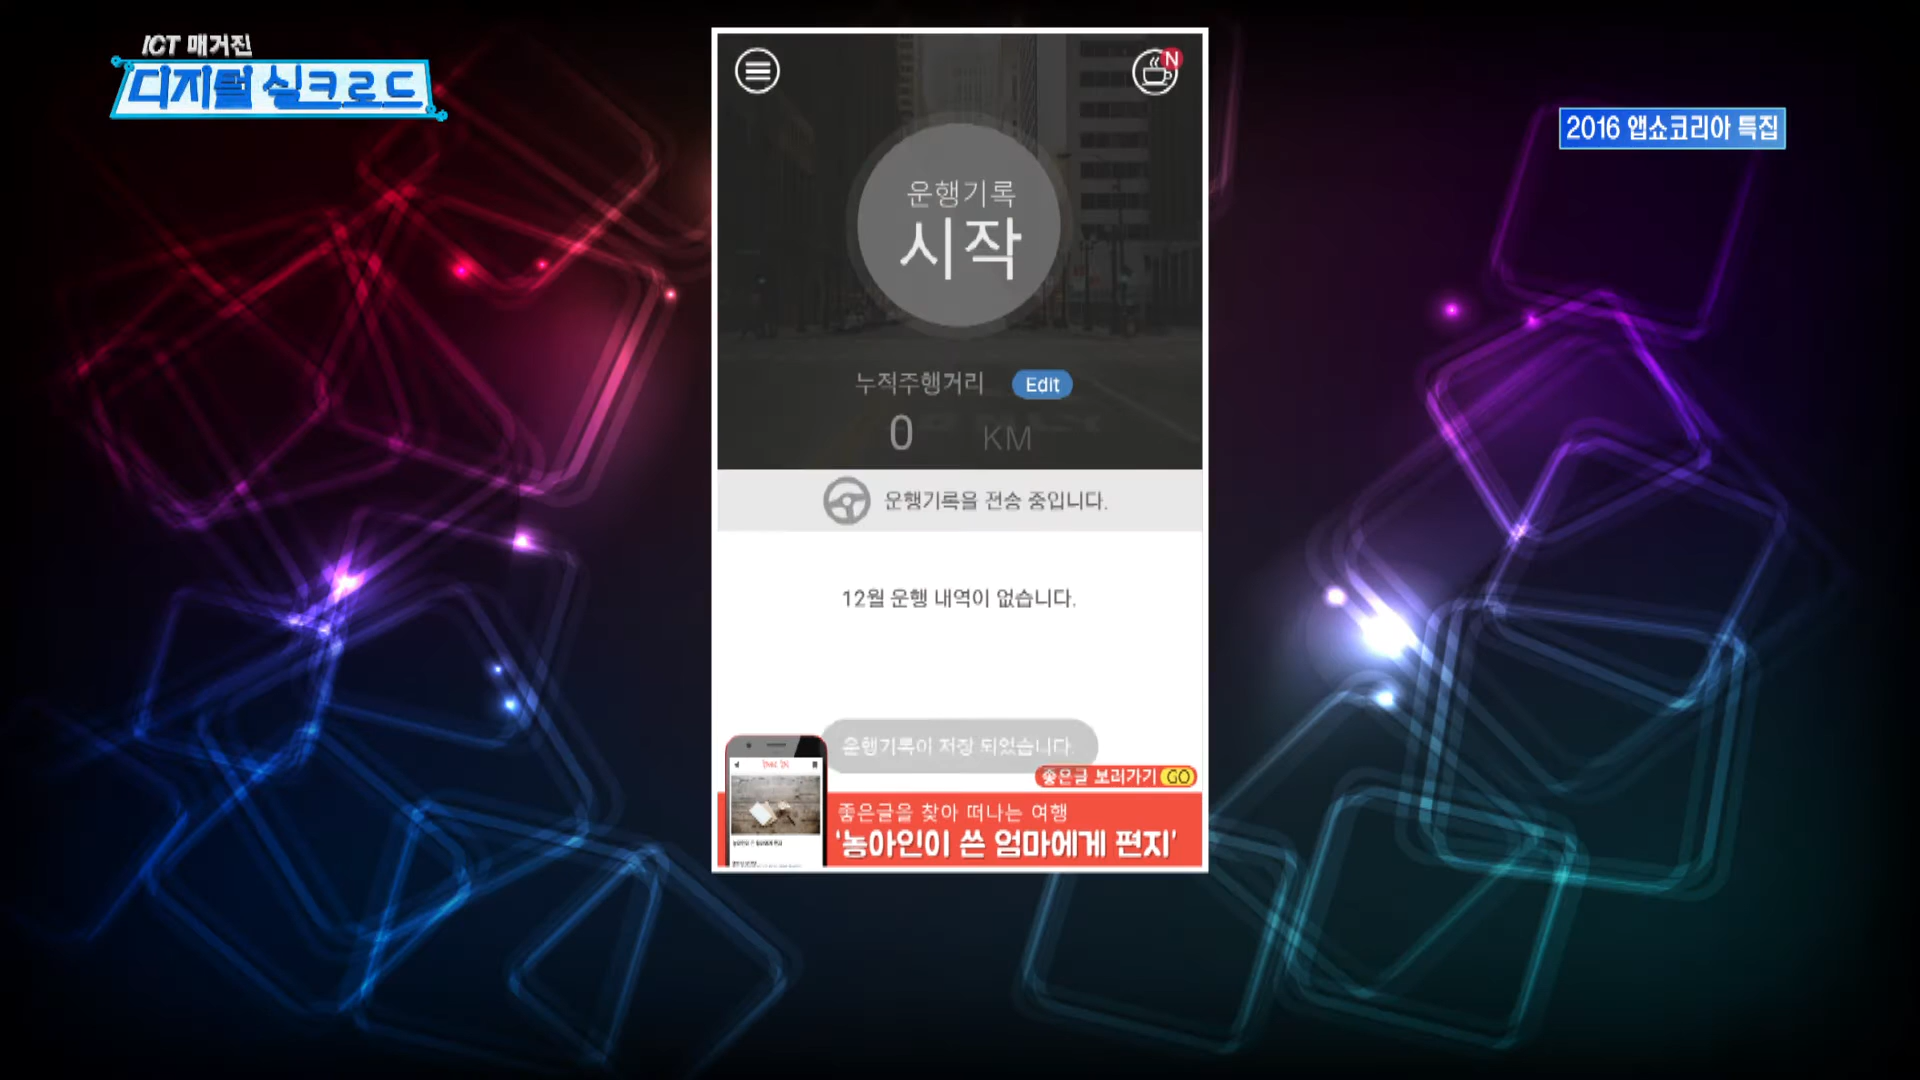 ICT 매거진
디지털 실크로드
2016 앱쇼코리아 특집
N
운행기록
시작
누적주행거리
Edit
0 KM
운행기록을 전송 중입니다.
12월 운행 내역이 없습니다.
운행기록이 저장 되었습니다.
좋은글 보러가기 GO
좋은글을 찾아 떠나는 여행
'농아인이 쓴 엄마에게 편지'